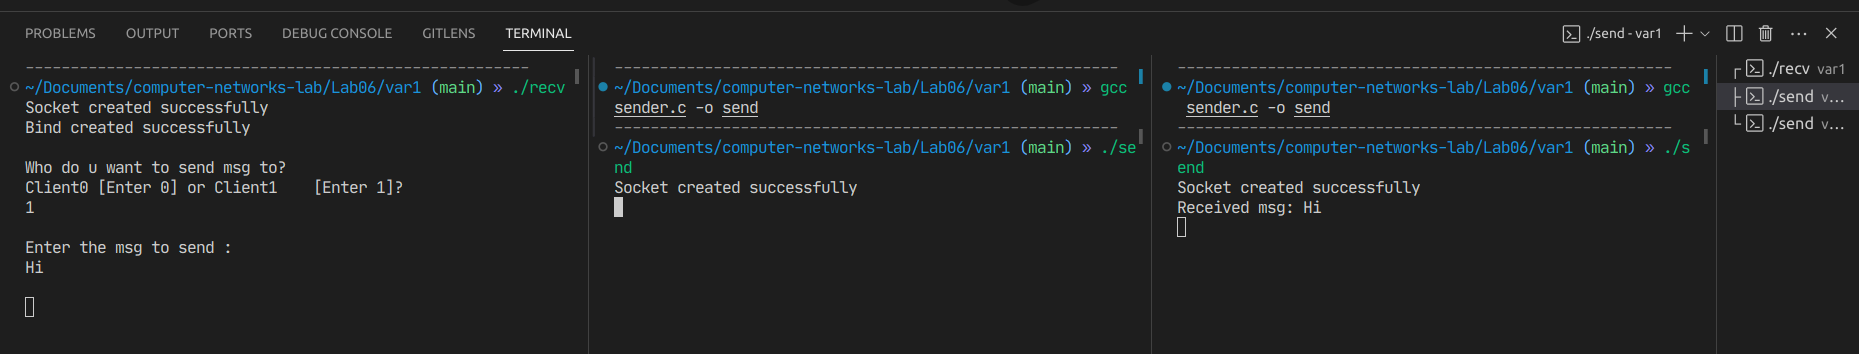 PROBLEMS OUTPUT PORTS DEBUG CONSOLE GITLENS TERMINAL
./send - var1
~/Documents/computer-networks-lab/Lab06/var1 (main) » ./recv
Socket created successfully
Bind created successfully
Who do u want to send msg to?
Client0 [Enter 0] or Client1    [Enter 1]?
1
Enter the msg to send :
Hi
~/Documents/computer-networks-lab/Lab06/var1 (main) » gcc
sender.c -o send
~/Documents/computer-networks-lab/Lab06/var1 (main) » ./se
nd
Socket created successfully
~/Documents/computer-networks-lab/Lab06/var1 (main) » gcc
sender.c -o send
~/Documents/computer-networks-lab/Lab06/var1 (main) » ./s
end
Socket created successfully
Received msg: Hi
./recv var1
./send v...
./send v...